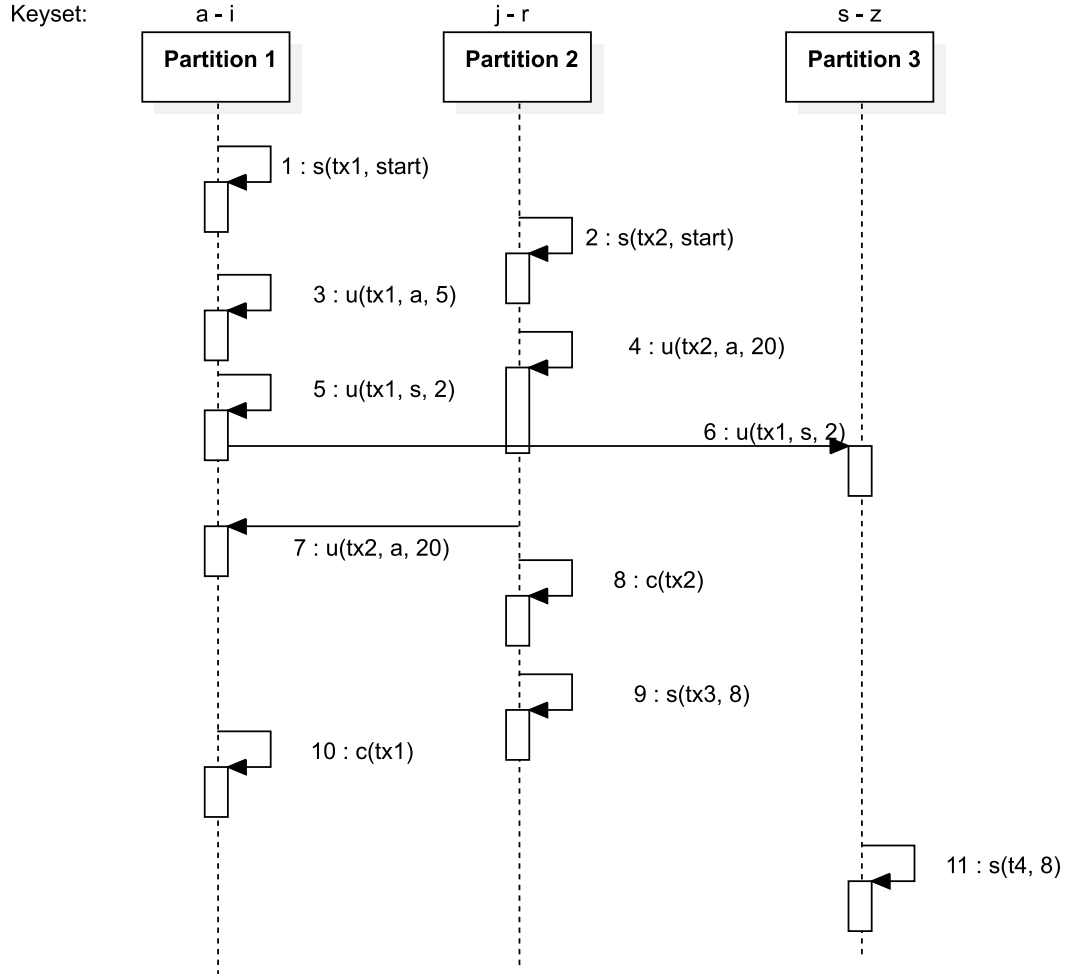 Keyset:
a - i
j - r
s - z
Partition 1
Partition 2
Partition 3
1 : s(tx1, start)
2 : s(tx2, start)
3 : u(tx1, a, 5)
4 : u(tx2, a, 20)
5 : u(tx1, s, 2)
6 : u(tx1, s, 2)
7 : u(tx2, a, 20)
8 : c(tx2)
9 : s(tx3, 8)
10 : c(tx1)
11 : s(t4, 8)